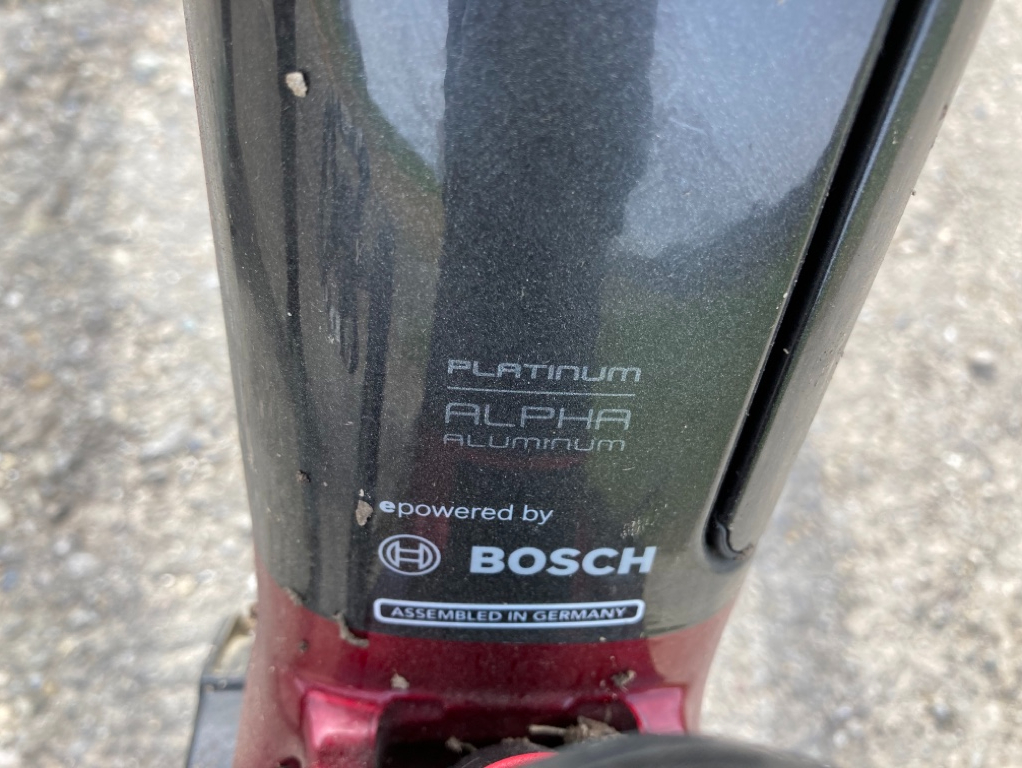 PLATINUM
ALPHA
ALUMINUM
epowered by
BOSCH
ASSEMBLED IN GERMANY